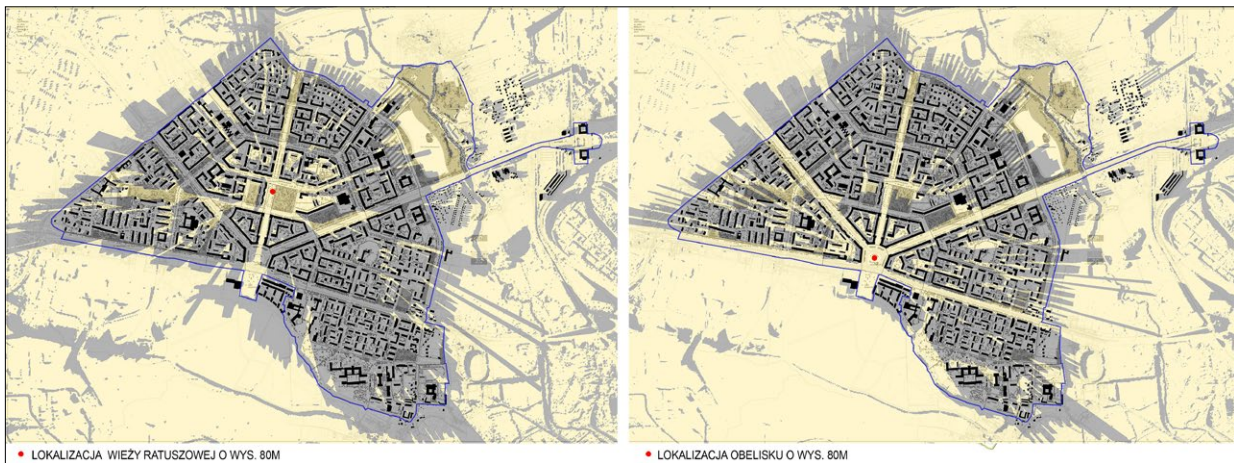 LOKALIZACJA WIEŻY RATUSZOWEJ O WYS. 80M
LOKALIZACJA OBELISKU O WYS. 80M